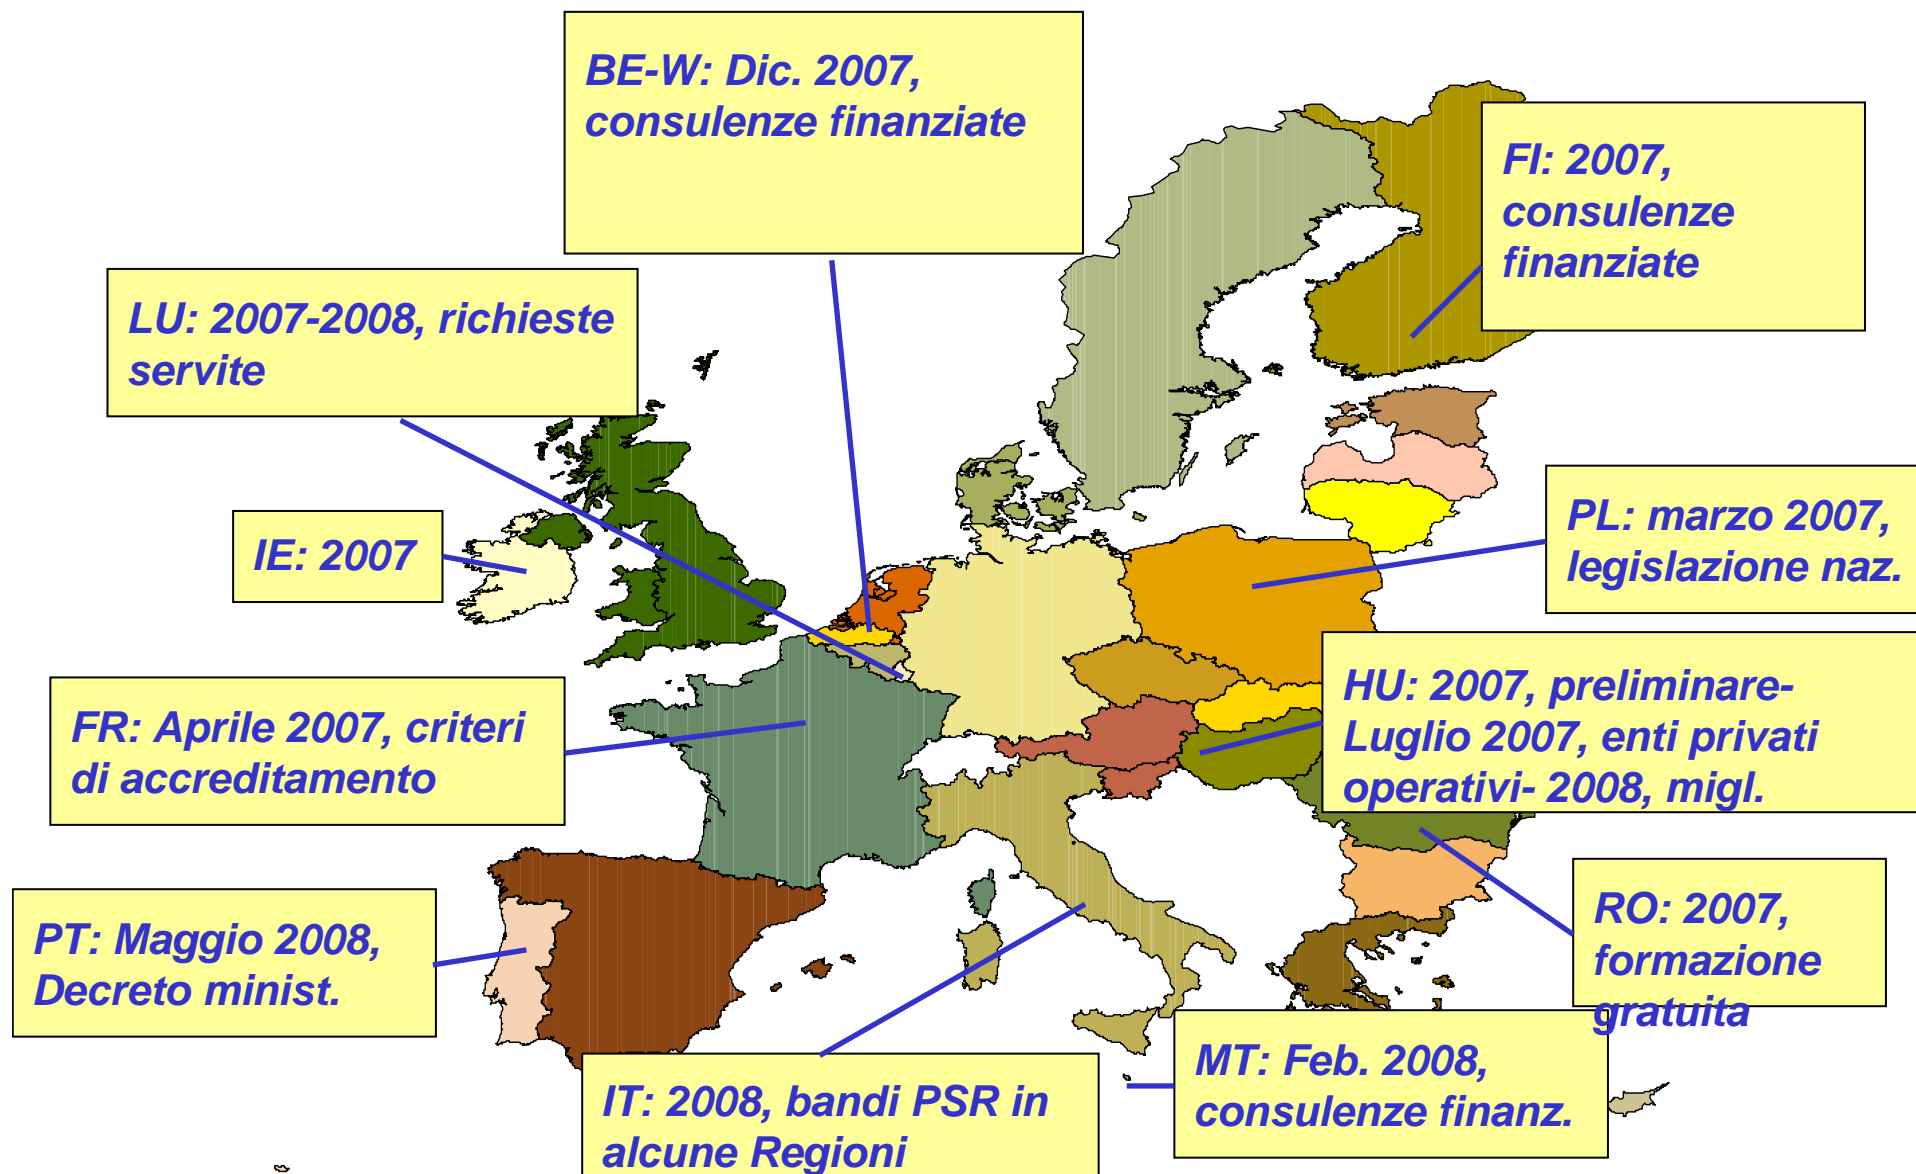 BE-W: Dic. 2007,
consulenze finanziate
FI: 2007,
consulenze
finanziate
LU: 2007-2008, richieste
servite
IE: 2007
PL: marzo 2007,
legislazione naz.
FR: Aprile 2007, criteri
di accreditamento
HU: 2007, preliminare-
Luglio 2007, enti privati
operativi- 2008, migl.
PT: Maggio 2008,
Decreto minist.
RO: 2007,
formazione
gratuita
IT: 2008, bandi PSR in
alcune Regioni
MT: Feb. 2008,
consulenze finanz.